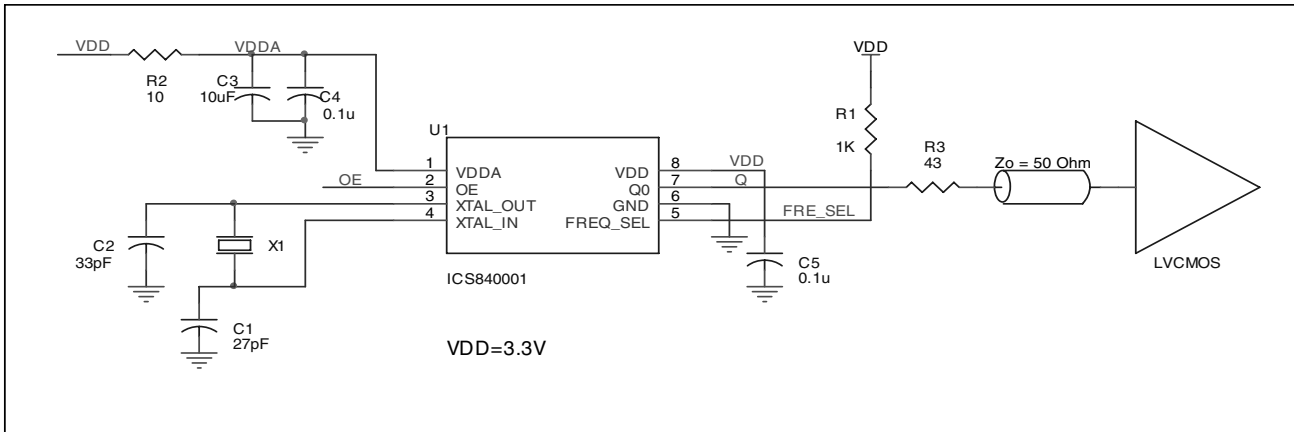 VDD
R2
10
VDDA
C3
10uF
C4
0.1u
VDD
R1
1K
R3
43
Zo = 50 Ohm
LVCMOS
U1
1
VDDA
2
OE
OE
3
XTAL_OUT
4
XTAL_IN
VDD
8
VDD
Q0
7
Q
GND
6
FREQ_SEL
5
FRE_SEL
ICS840001
C2
33pF
X1
C1
27pF
C5
0.1u
VDD=3.3V